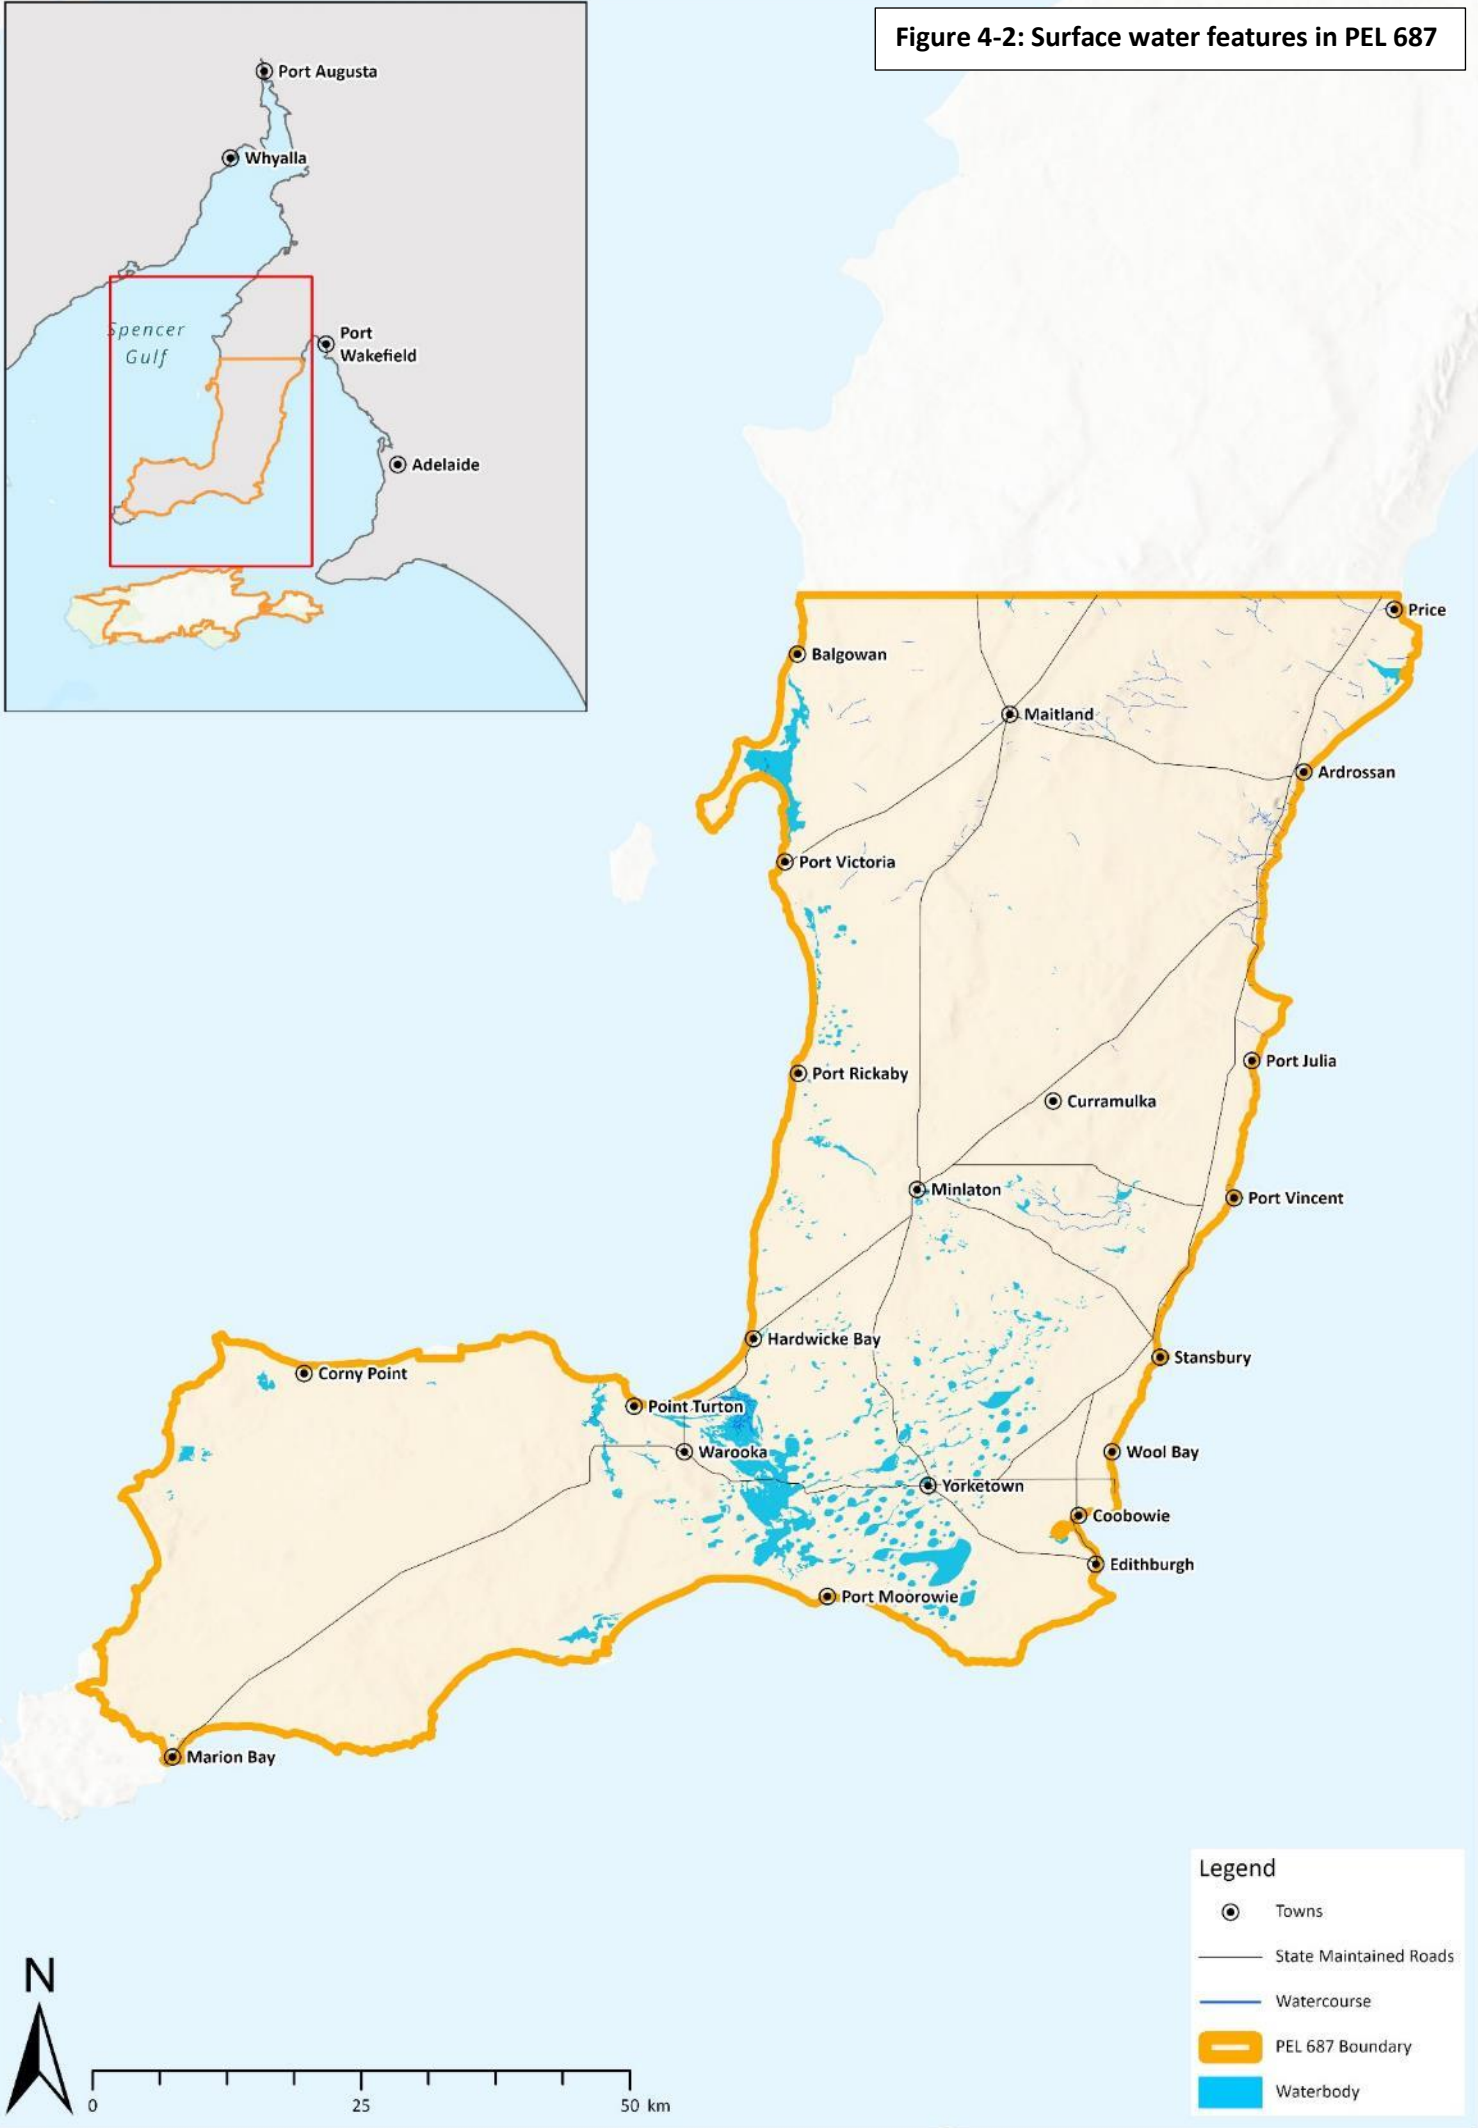 Figure 4-2: Surface water features in PEL 687
Port Augusta
Whyalla
Spencer
Gulf
Port
Wakefield
Adelaide
Price
Balgowan
Maitland
Ardrossan
Port Victoria
Port Julia
Port Rickaby
Curramulka
Minlaton
Port Vincent
Hardwicke Bay
Stansbury
Corny Point
Point Turton
Warooka
Wool Bay
Yorketown
Coobowie
Edithburgh
Port Moorowie
Marion Bay
Legend
Towns
State Maintained Roads
Watercourse
PEL 687 Boundary
Waterbody
N
0 25 50 km